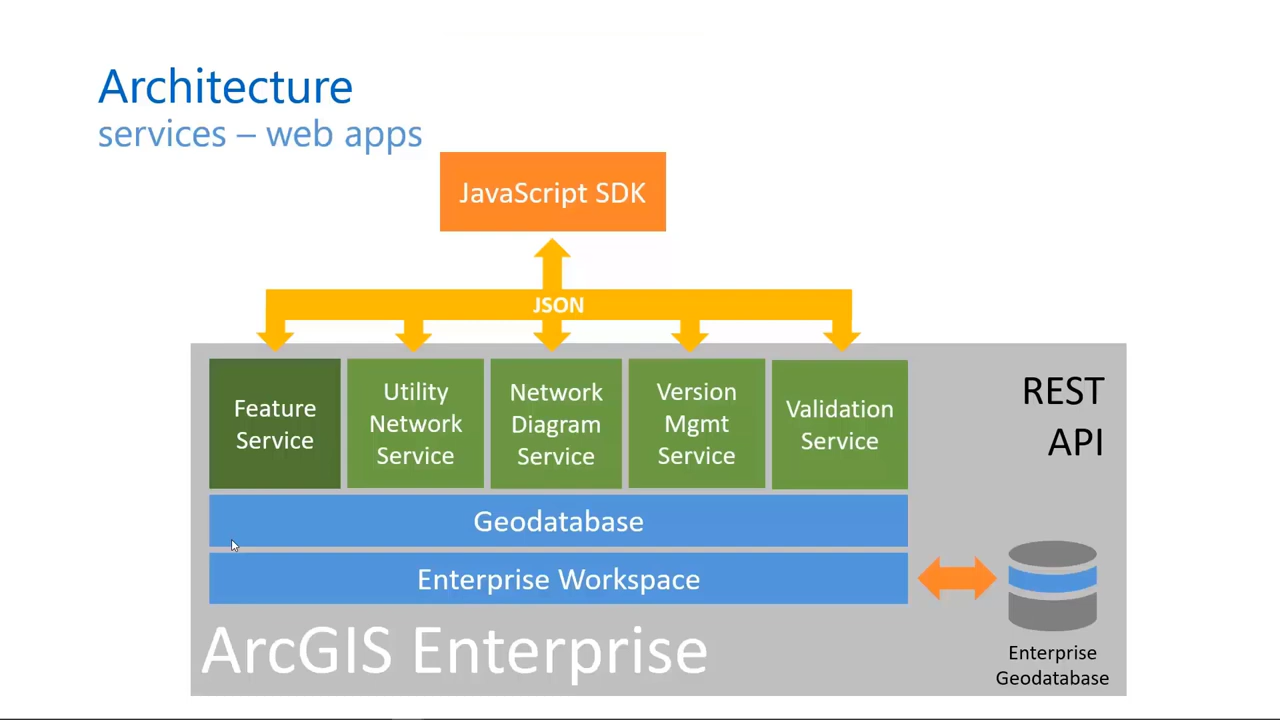 Architecture
services – web apps
JavaScript SDK
JSON
Feature
Service
Utility
Network
Service
Network
Diagram
Service
Version
Mgmt
Service
Validation
Service
REST
API
Geodatabase
Enterprise Workspace
ArcGIS Enterprise
Enterprise
Geodatabase